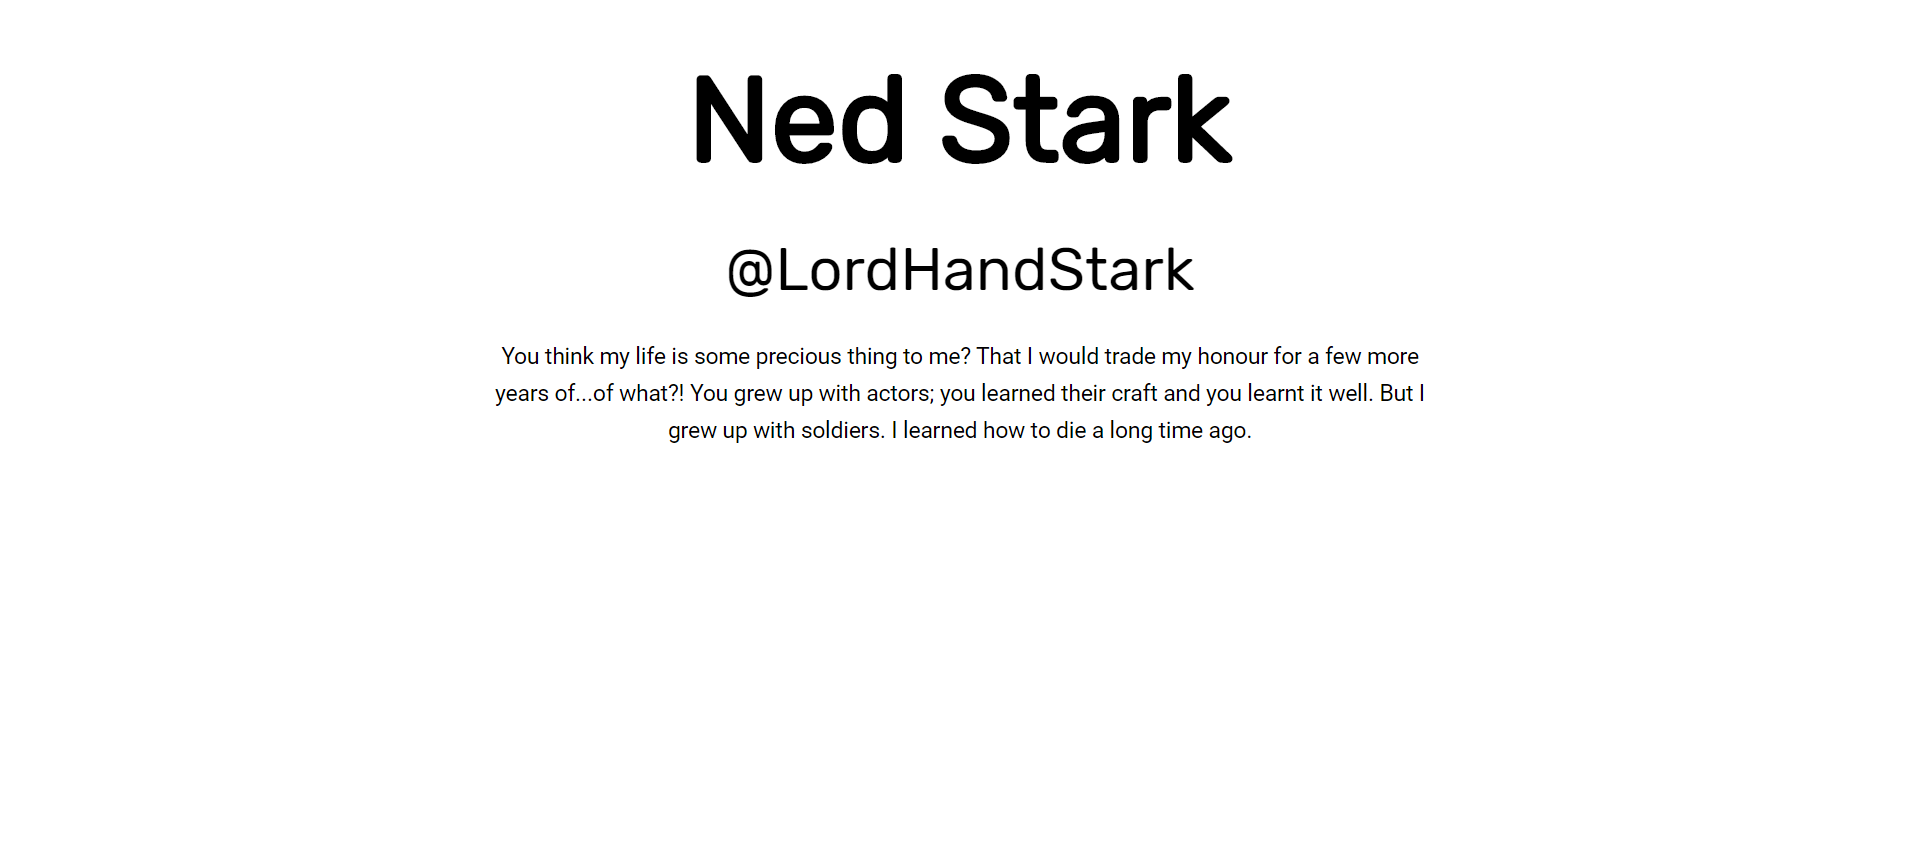 Ned Stark
@LordHandStark
You think my life is some precious thing to me? That I would trade my honour for a few more
years of...of what?! You grew up with actors; you learned their craft and you learnt it well. But I
grew up with soldiers. I learned how to die a long time ago.